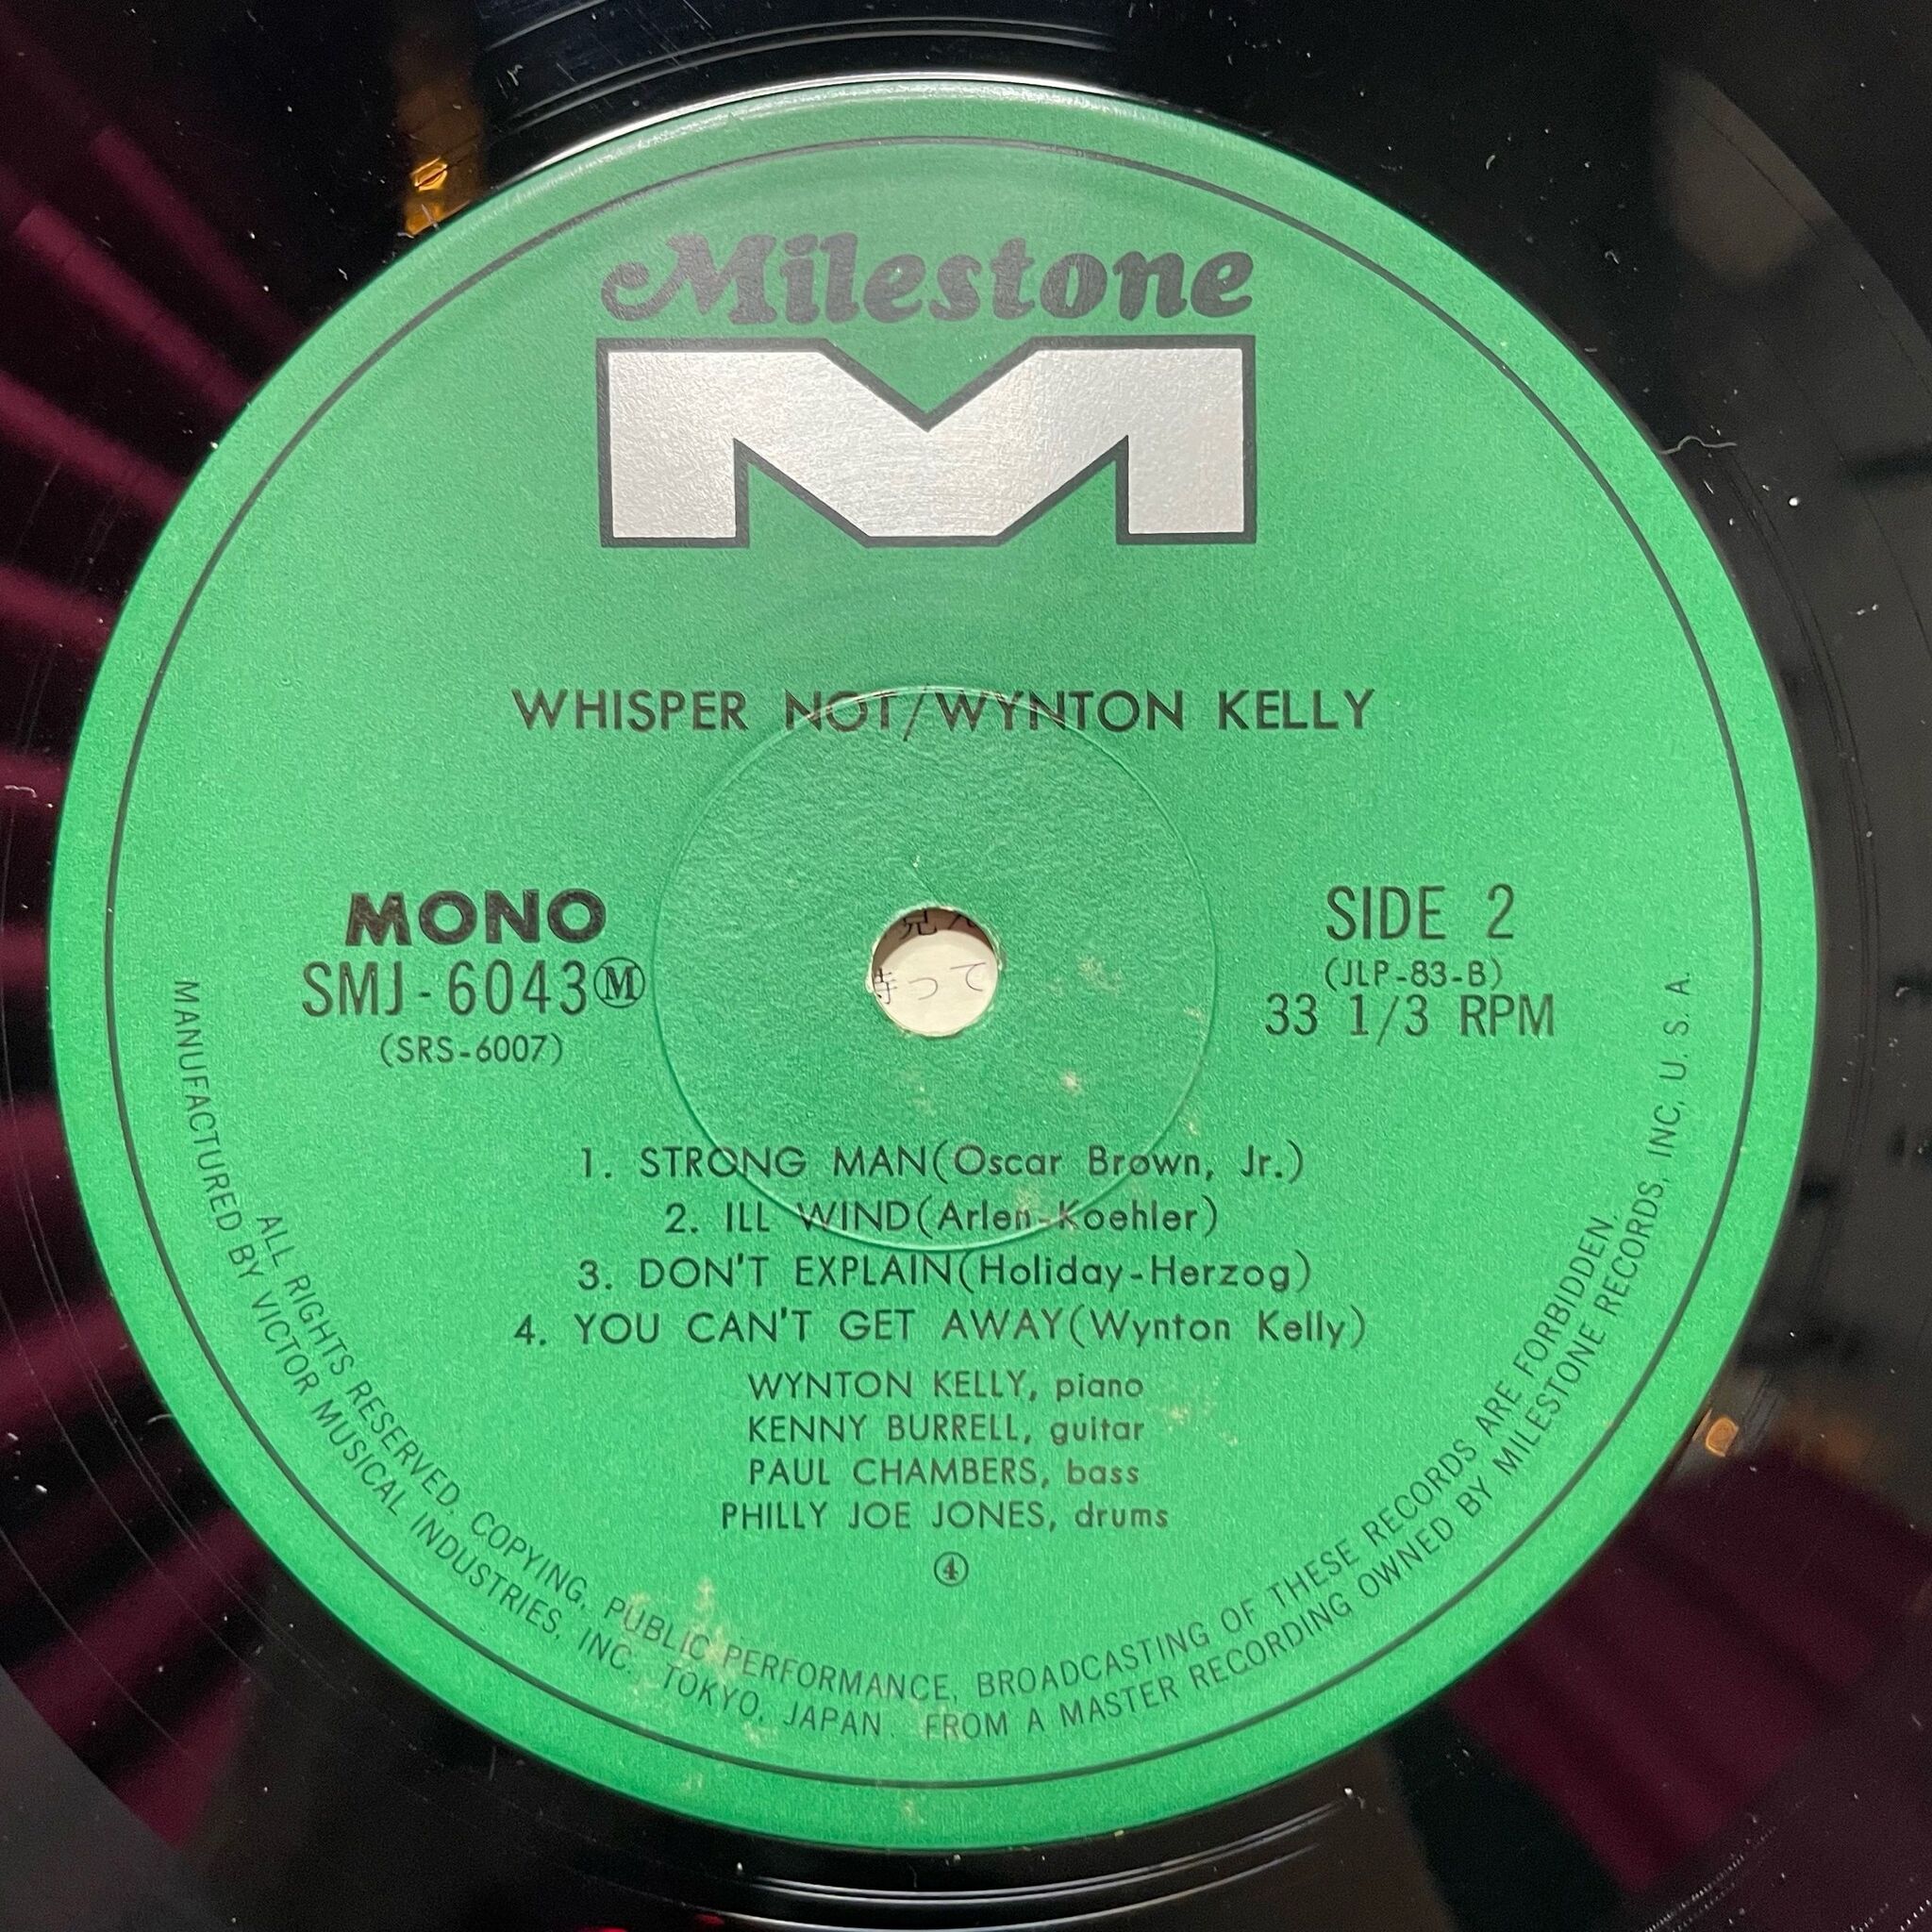 Milestone
WHISPER NOT/WYNTON KELLY
MONO
SMJ-6043Ⓜ
(SRS-6007)
SIDE 2
(JLP-83-B)
33 1/3 RPM
って
1. STRONG MAN(Oscar Brown, Jr.)
2. ILL WIND(Arlen-Koehler)
3. DON'T EXPLAIN(Holiday-Herzog)
4. YOU CAN'T GET AWAY(Wynton Kelly)
WYNTON KELLY, piano
KENNY BURRELL, guitar
PAUL CHAMBERS, bass
PHILLY JOE JONES, drums
④
ALL RIGHTS RESERVED, COPYING, PUBLIC PERFORMANCE, BROADCASTING OF THESE RECORDS ARE FORBIDDEN.
MANUFACTURED BY VICTOR MUSICAL INDUSTRIES, INC. TOKYO, JAPAN. FROM A MASTER RECORDING OWNED BY MILESTONE RECORDS, INC, U.S.A.